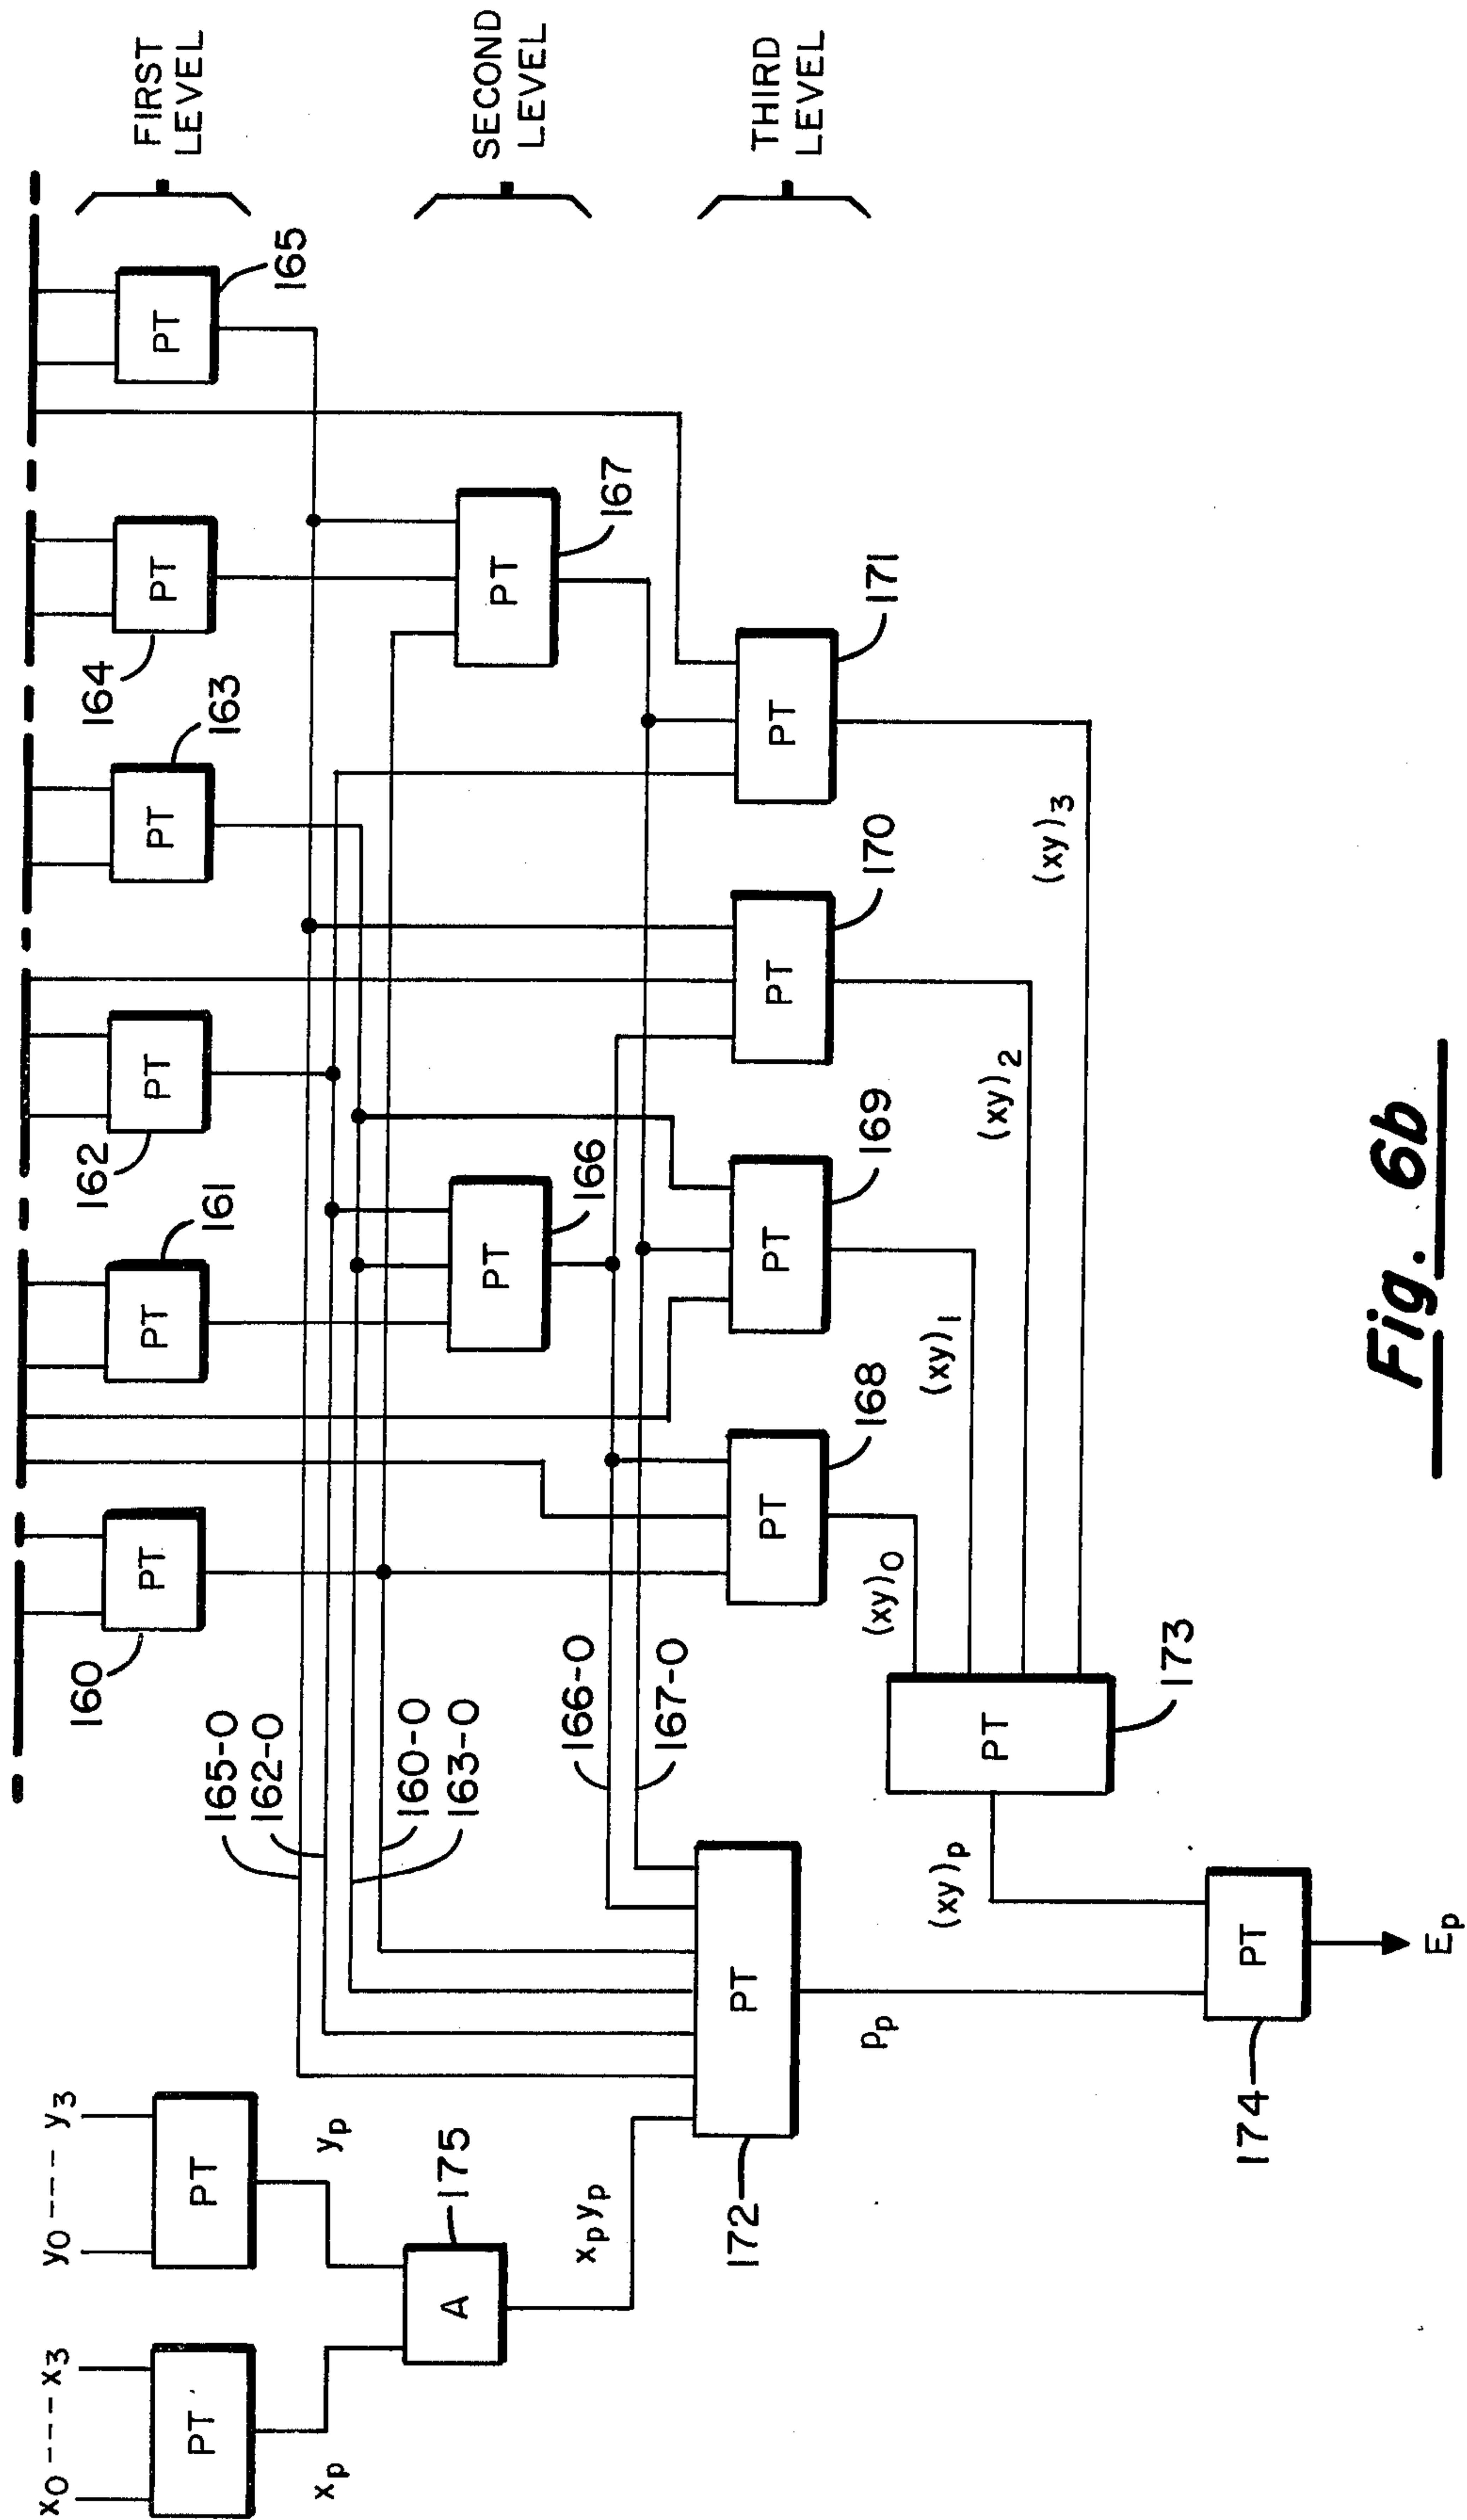 FIRST
LEVEL
SECOND
LEVEL
THIRD
LEVEL
x0 --- x3
y0 --- y3
PT
PT
xp
yp
A
175
xpyp
PT
160
PT
161
PT
162
PT
163
PT
164
PT
165
165-0
162-0
160-0
163-0
PT
166
PT
167
166-0
167-0
PT
172
PT
168
PT
169
PT
170
PT
171
(xy)0
(xy)1
(xy)2
(xy)3
PT
173
(xy)p
pp
PT
174
Ep
Fig. 6b